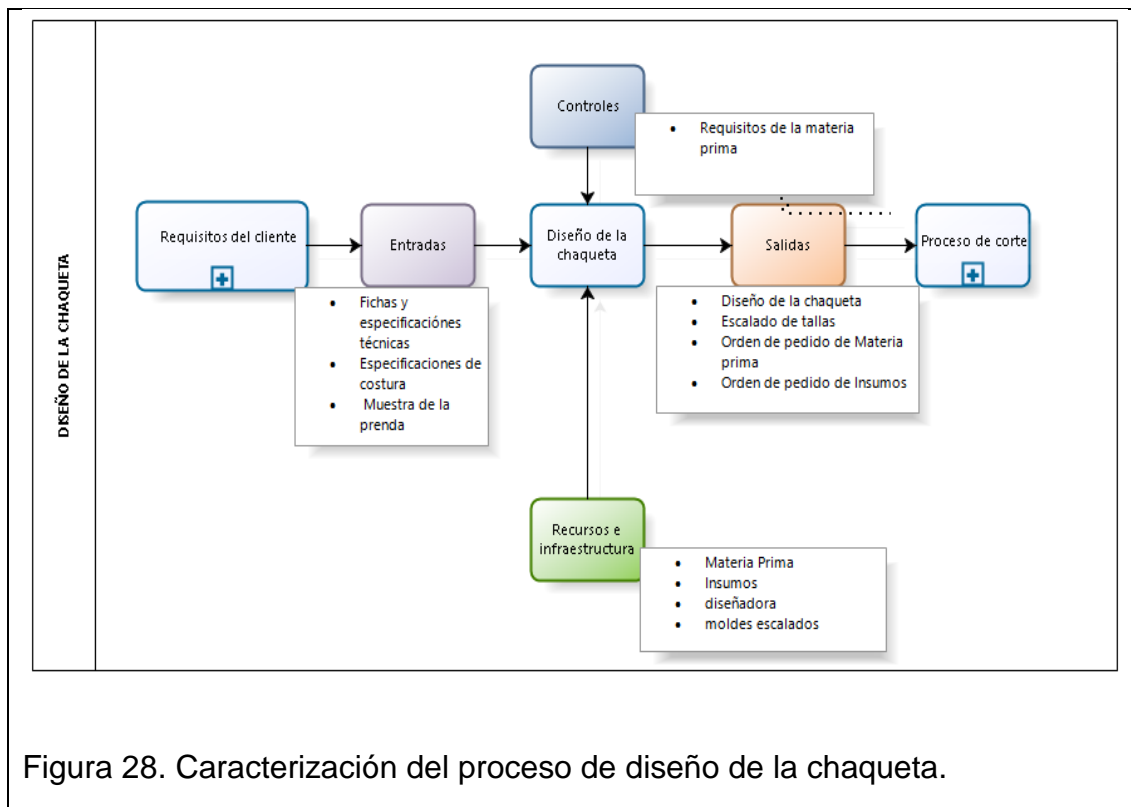 DISEÑO DE LA CHAQUETA
Controles
• Requisitos de la materia
prima
Requisitos del cliente
Entradas
Diseño de la
chaqueta
Salidas
Proceso de corte
• Fichas y
especificaciónes
técnicas
• Especificaciones de
costura
• Muestra de la
prenda
• Diseño de la chaqueta
• Escalado de tallas
• Orden de pedido de Materia
prima
• Orden de pedido de Insumos
Recursos e
infraestructura
• Materia Prima
• Insumos
• diseñadora
• moldes escalados
Figura 28. Caracterización del proceso de diseño de la chaqueta.